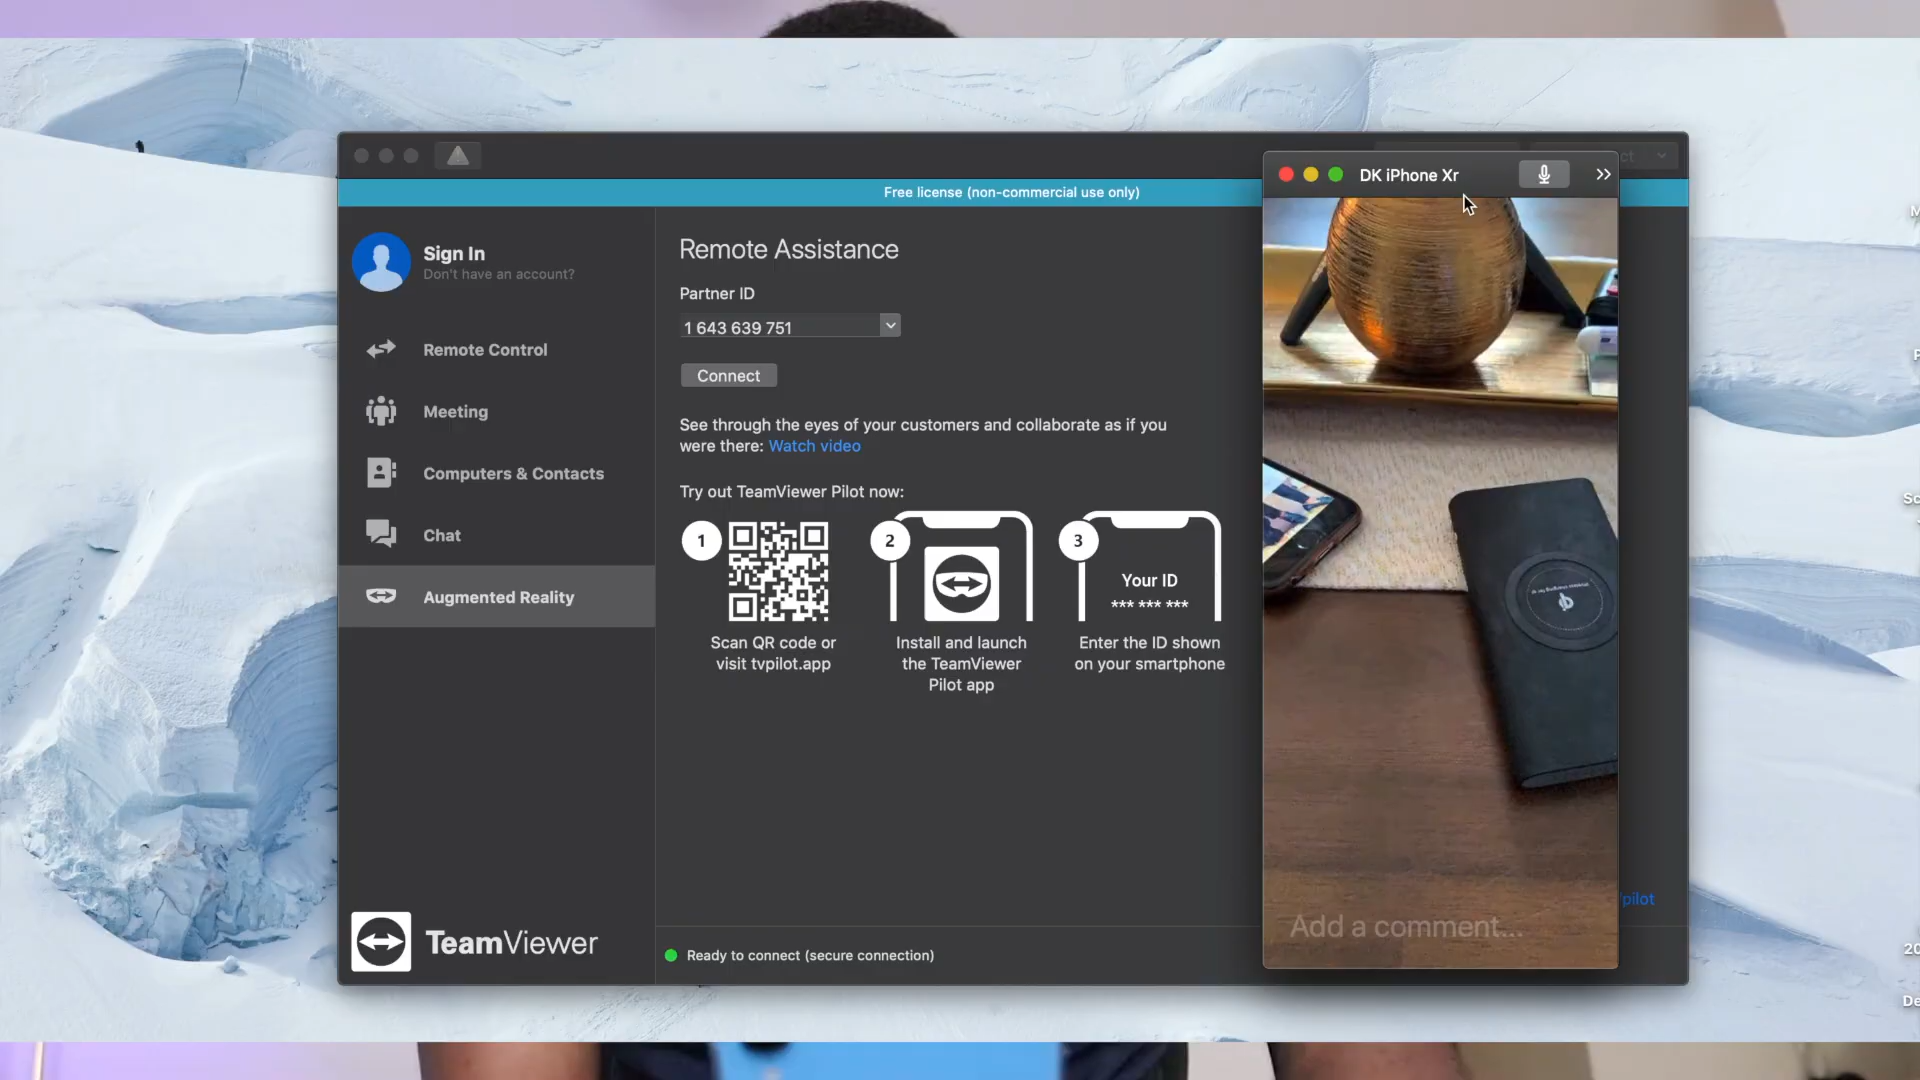 Free license (non-commercial use only)
DK iPhone Xr
Sign In
Don't have an account?
Remote Control
Meeting
Computers & Contacts
Chat
Augmented Reality
TeamViewer
Remote Assistance
Partner ID
1 643 639 751
Connect
See through the eyes of your customers and collaborate as if you
were there: Watch video
Try out TeamViewer Pilot now:
1
Scan QR code or
visit tvpilot.app
2
Install and launch
the TeamViewer
Pilot app
3
Your ID
*** *** ***
Enter the ID shown
on your smartphone
Ready to connect (secure connection)
Add a comment...
pilot